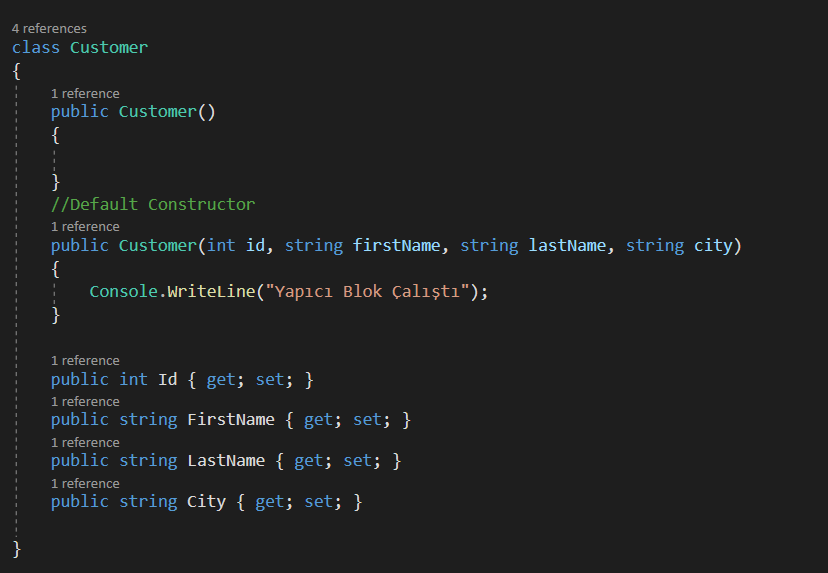 4 references
class Customer
{
1 reference
public Customer()
{
}
//Default Constructor
1 reference
public Customer(int id, string firstName, string lastName, string city)
{
Console.WriteLine("Yapıcı Blok Çalıştı");
}
1 reference
public int Id { get; set; }
1 reference
public string FirstName { get; set; }
1 reference
public string LastName { get; set; }
1 reference
public string City { get; set; }
}